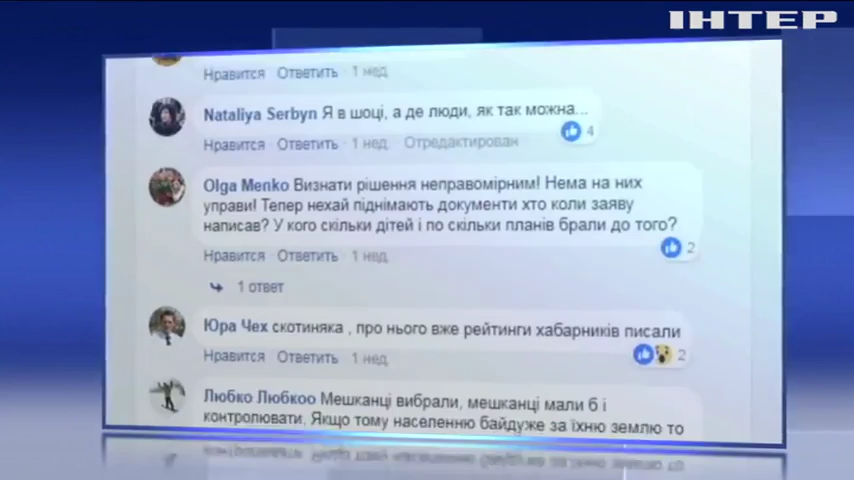 ІНТЕР
Нравится · Ответить · 1 нед.
Nataliya Serbyn Я в шоці, а де люди, як так можна...
4
Нравится · Ответить · 1 нед. · Отредактирован
Olga Menko Визнати рішення неправомірним! Нема на них
управи! Тепер нехай піднімають документи хто коли заяву
написав? У кого скільки дітей і по скільки планів брали до того?
2
Нравится · Ответить · 1 нед.
1 ответ
Юра Чех скотиняка , про нього вже рейтинги хабарників писали
2
Нравится · Ответить · 1 нед.
Любко Любкоо Мешканці вибрали, мешканці мали б і
контролювати. Якщо тому населенню байдуже за їхню землю то